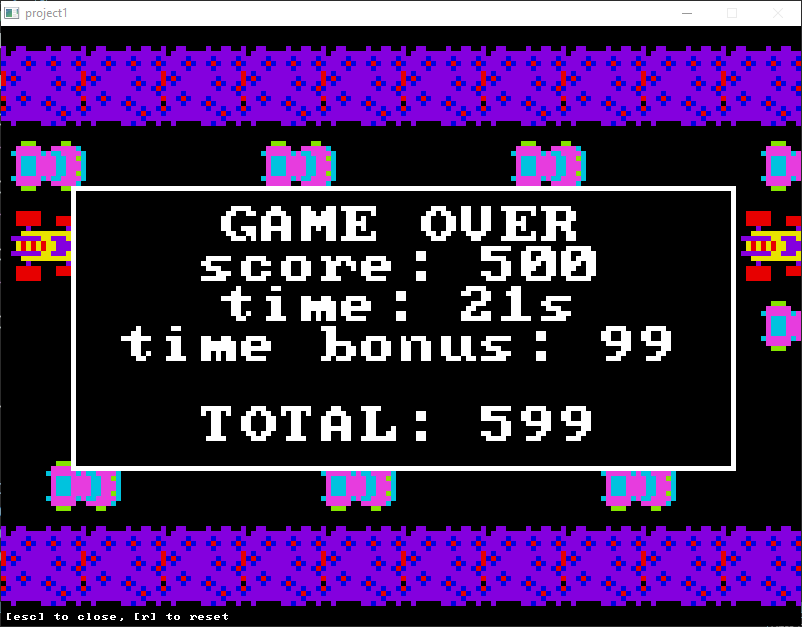 project1
GAME OVER
score: 500
time: 21s
time bonus: 99
TOTAL: 599
[esc] to close, [r] to reset